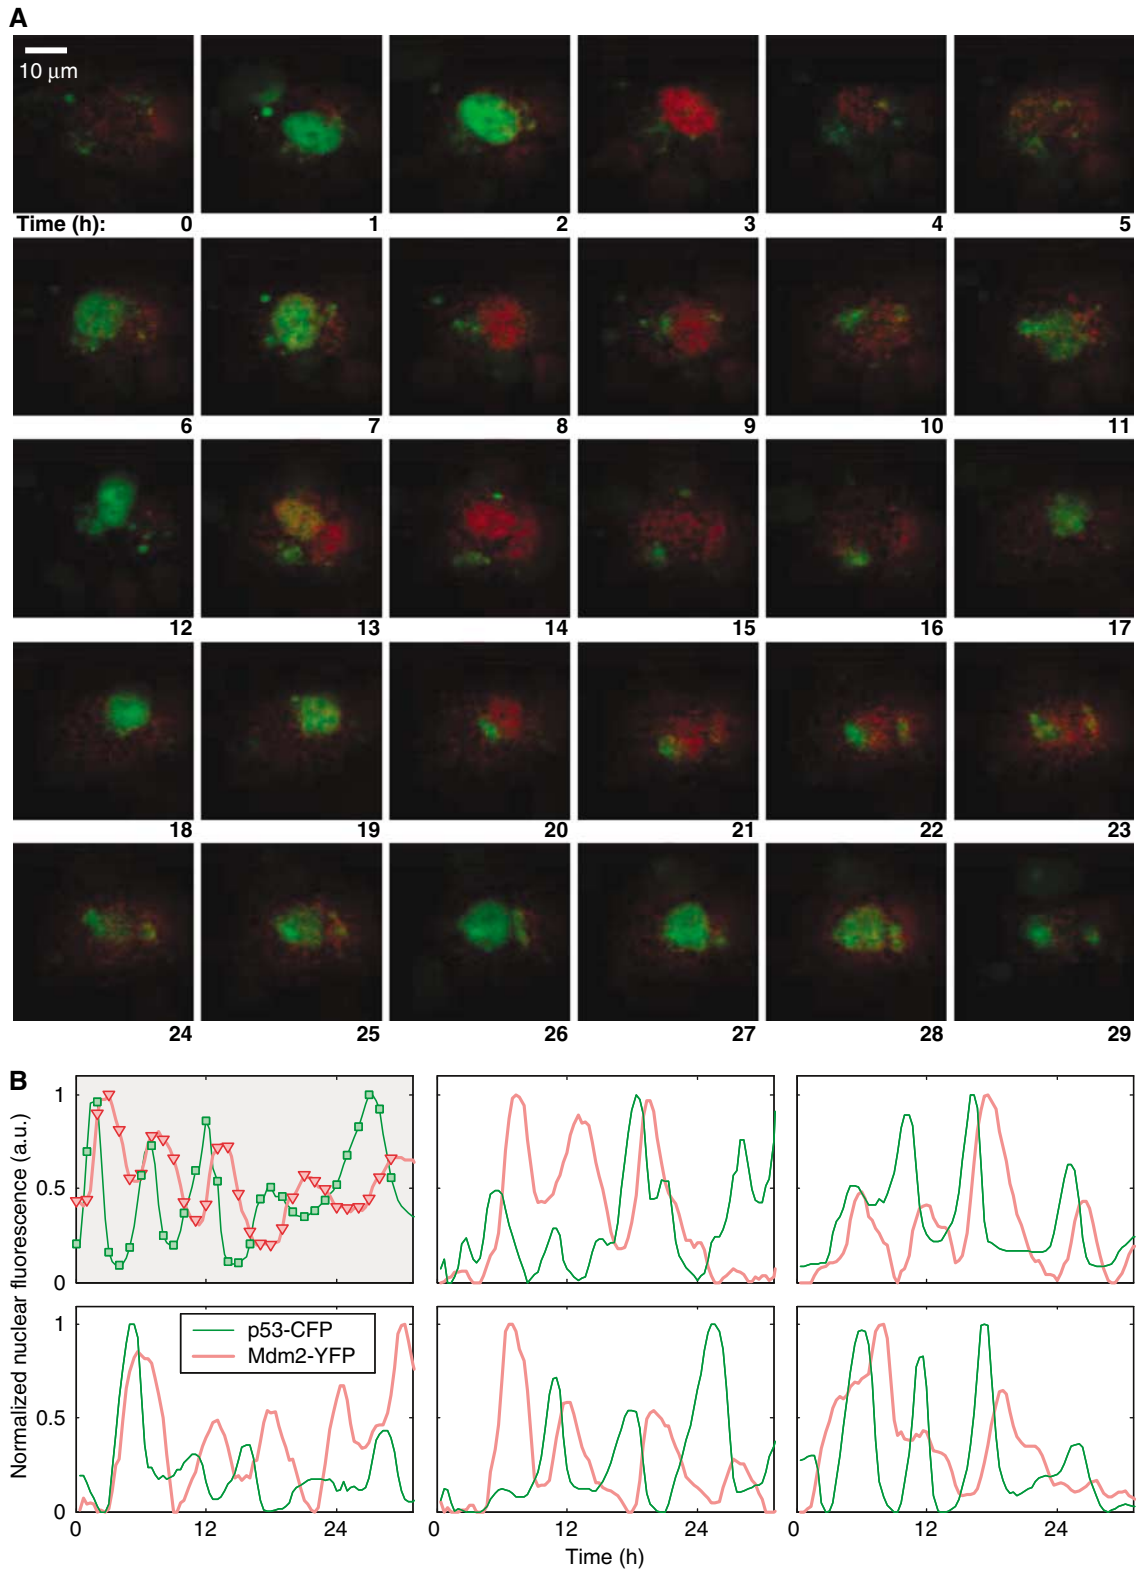 A
10 μm
Time (h): 0 1 2 3 4 5
6 7 8 9 10 11
12 13 14 15 16 17
18 19 20 21 22 23
24 25 26 27 28 29
B
Normalized nuclear fluorescence (a.u.)
1
0.5
0
p53-CFP
Mdm2-YFP
1
0.5
0
0 12 24 0 12 24 0 12 24
Time (h)